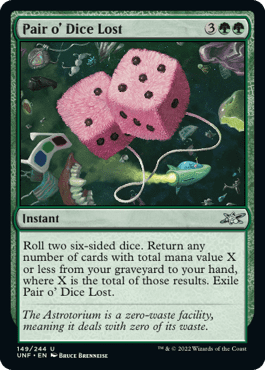 Pair o' Dice Lost 3
Instant
Roll two six-sided dice. Return any
number of cards with total mana value X
or less from your graveyard to your hand,
where X is the total of those results. Exile
Pair o' Dice Lost.
The Astrotorium is a zero-waste facility,
meaning it deals with zero of its waste.
149/244 U
UNF • EN Bruce Brenneise
™ & © 2022 Wizards of the Coast